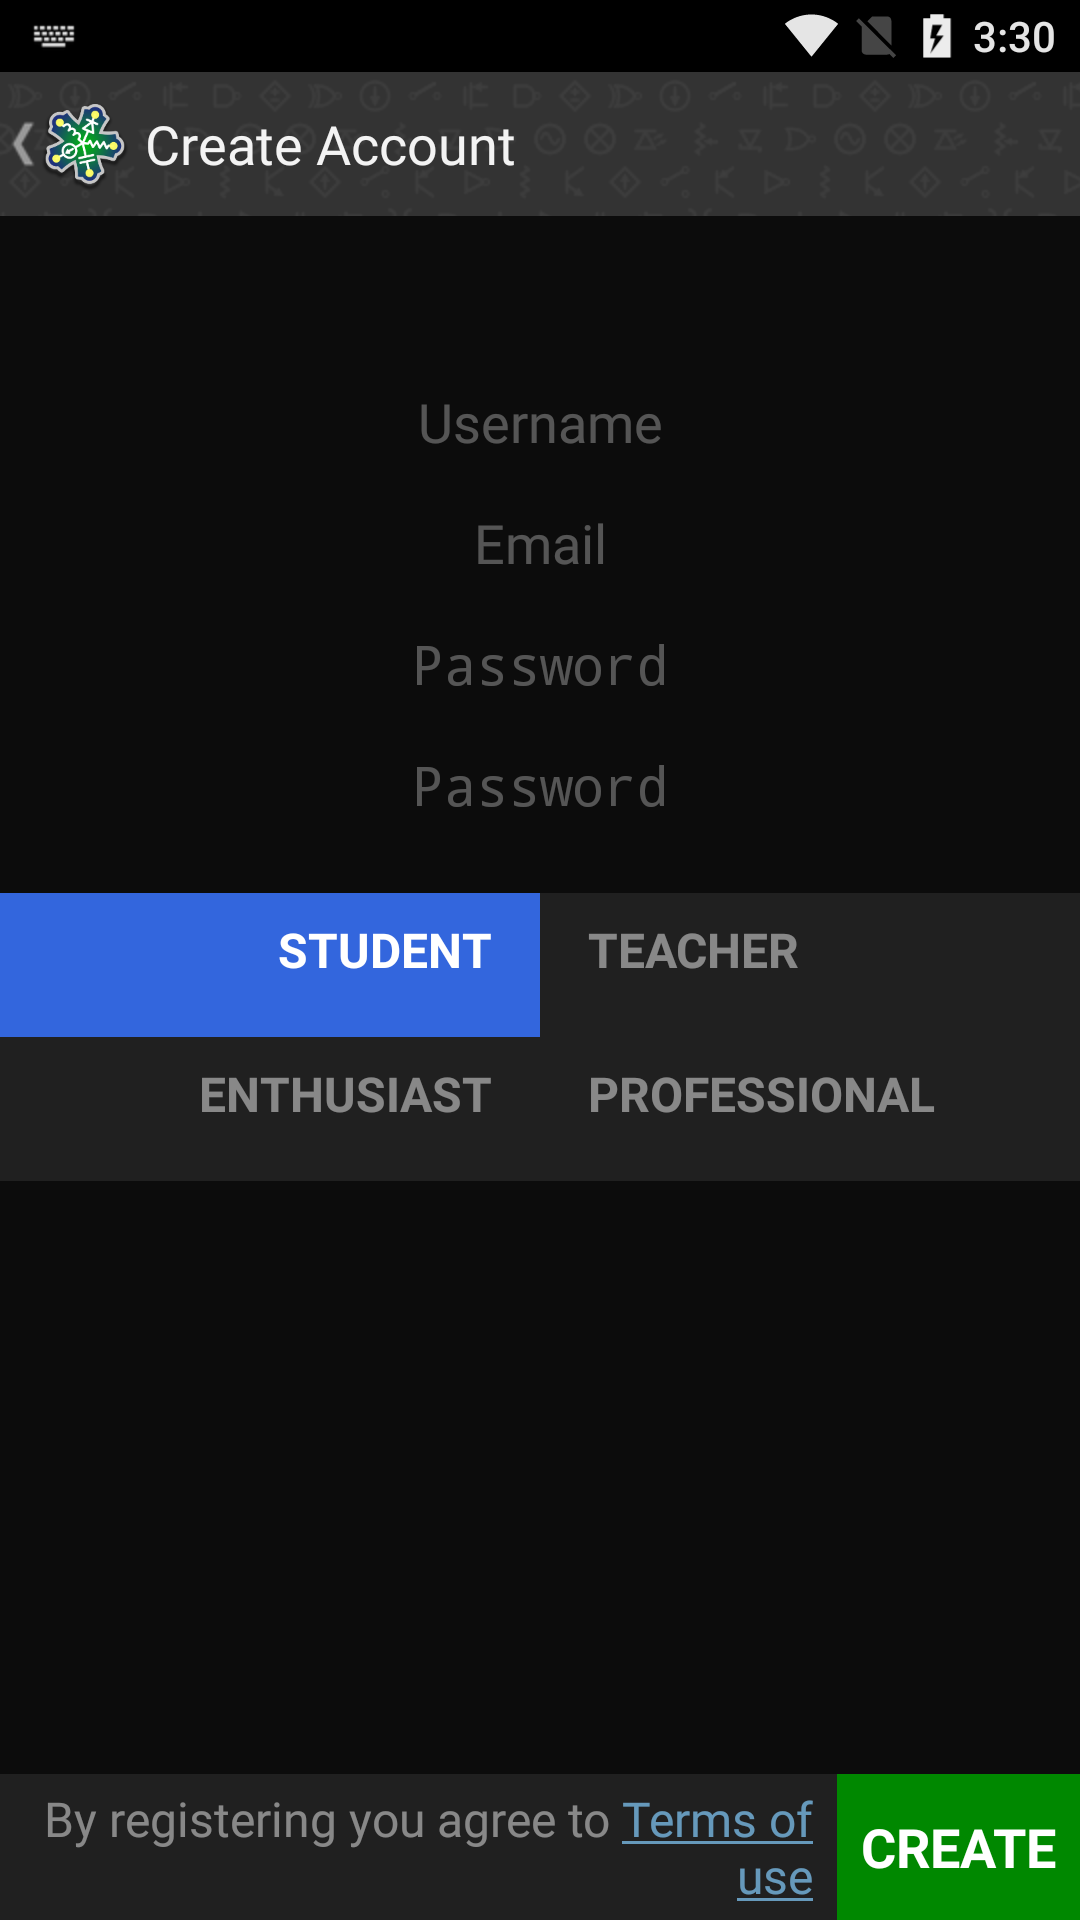 3:30
Create Account
Username
Email
Password
Password
STUDENT TEACHER
ENTHUSIAST PROFESSIONAL
By registering you agree to Terms of
use
CREATE